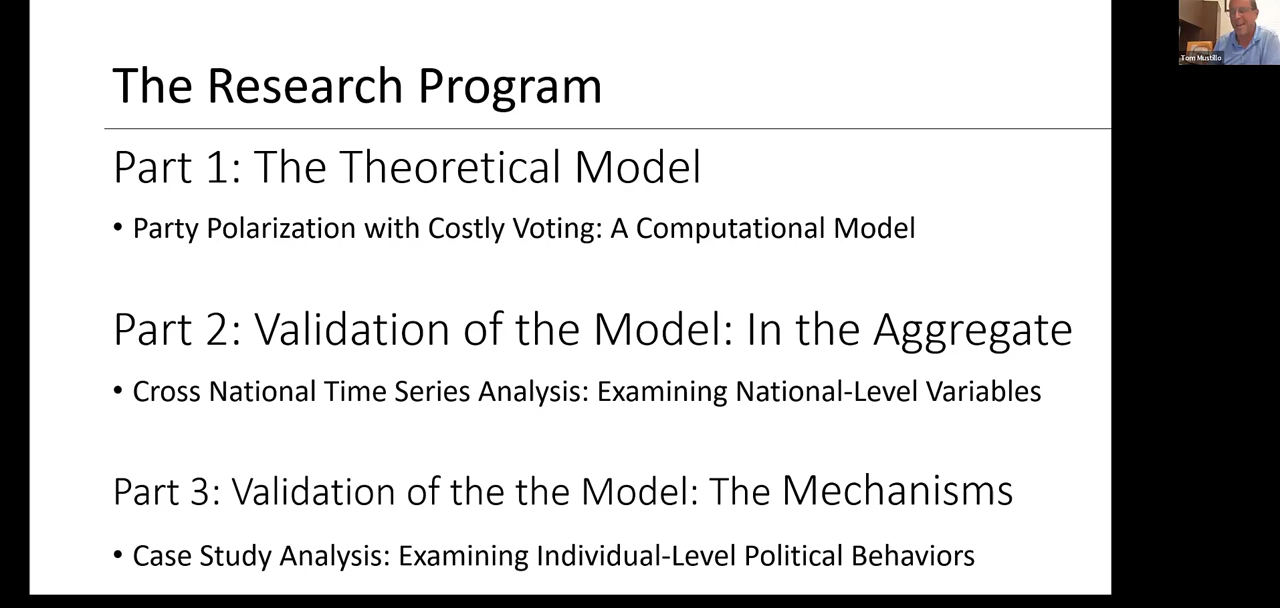 The Research Program
Part 1: The Theoretical Model
• Party Polarization with Costly Voting: A Computational Model
Part 2: Validation of the Model: In the Aggregate
• Cross National Time Series Analysis: Examining National-Level Variables
Part 3: Validation of the the Model: The Mechanisms
• Case Study Analysis: Examining Individual-Level Political Behaviors
Tom Mustillo